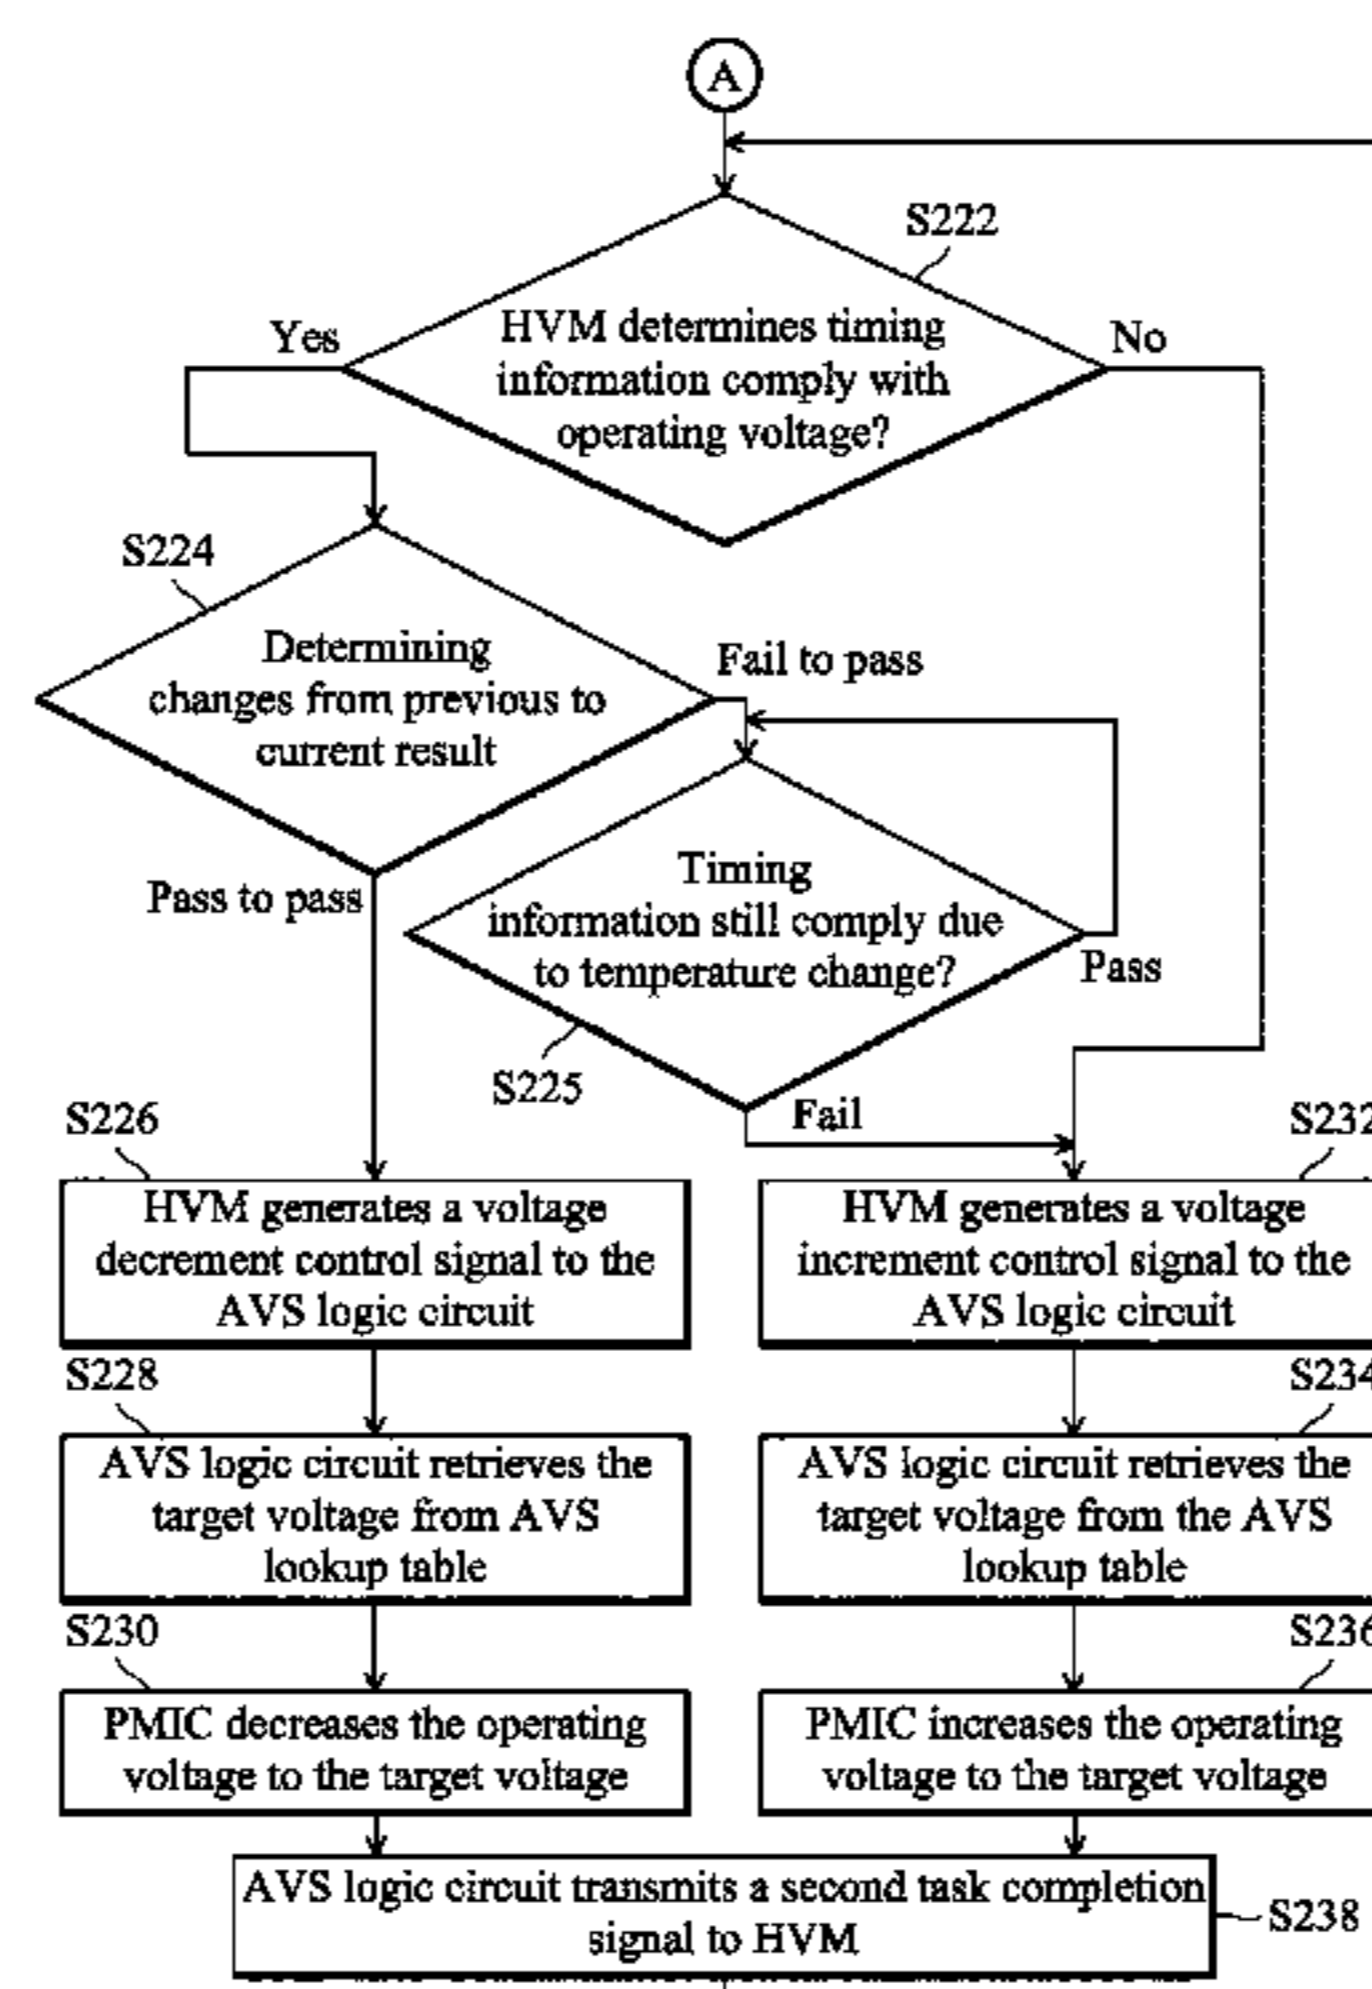 A
S222
HVM determines timing
information comply with
operating voltage?
Yes
No
S224
Determining
changes from previous to
current result
Fail to pass
Pass to pass
Timing
information still comply due
to temperature change?
Pass
S225
Fail
S226
HVM generates a voltage
decrement control signal to the
AVS logic circuit
S232
HVM generates a voltage
increment control signal to the
AVS logic circuit
S228
AVS logic circuit retrieves the
target voltage from AVS
lookup table
S234
AVS logic circuit retrieves the
target voltage from the AVS
lookup table
S230
PMIC decreases the operating
voltage to the target voltage
S236
PMIC increases the operating
voltage to the target voltage
AVS logic circuit transmits a second task completion
signal to HVM
S238